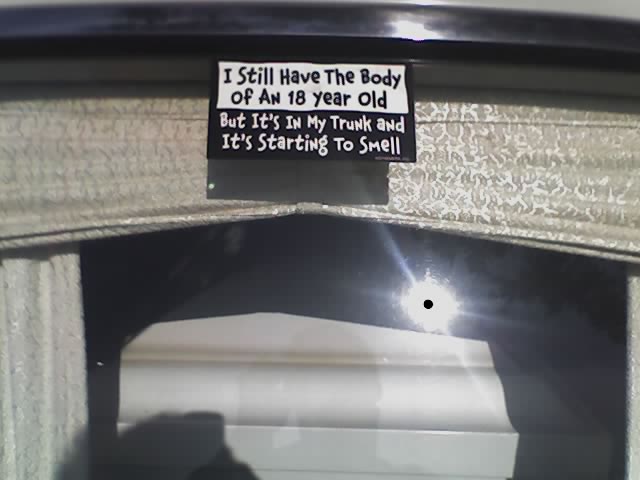 I Still Have The Body
Of An 18 year Old
But It's In My Trunk and
It's Starting To Smell